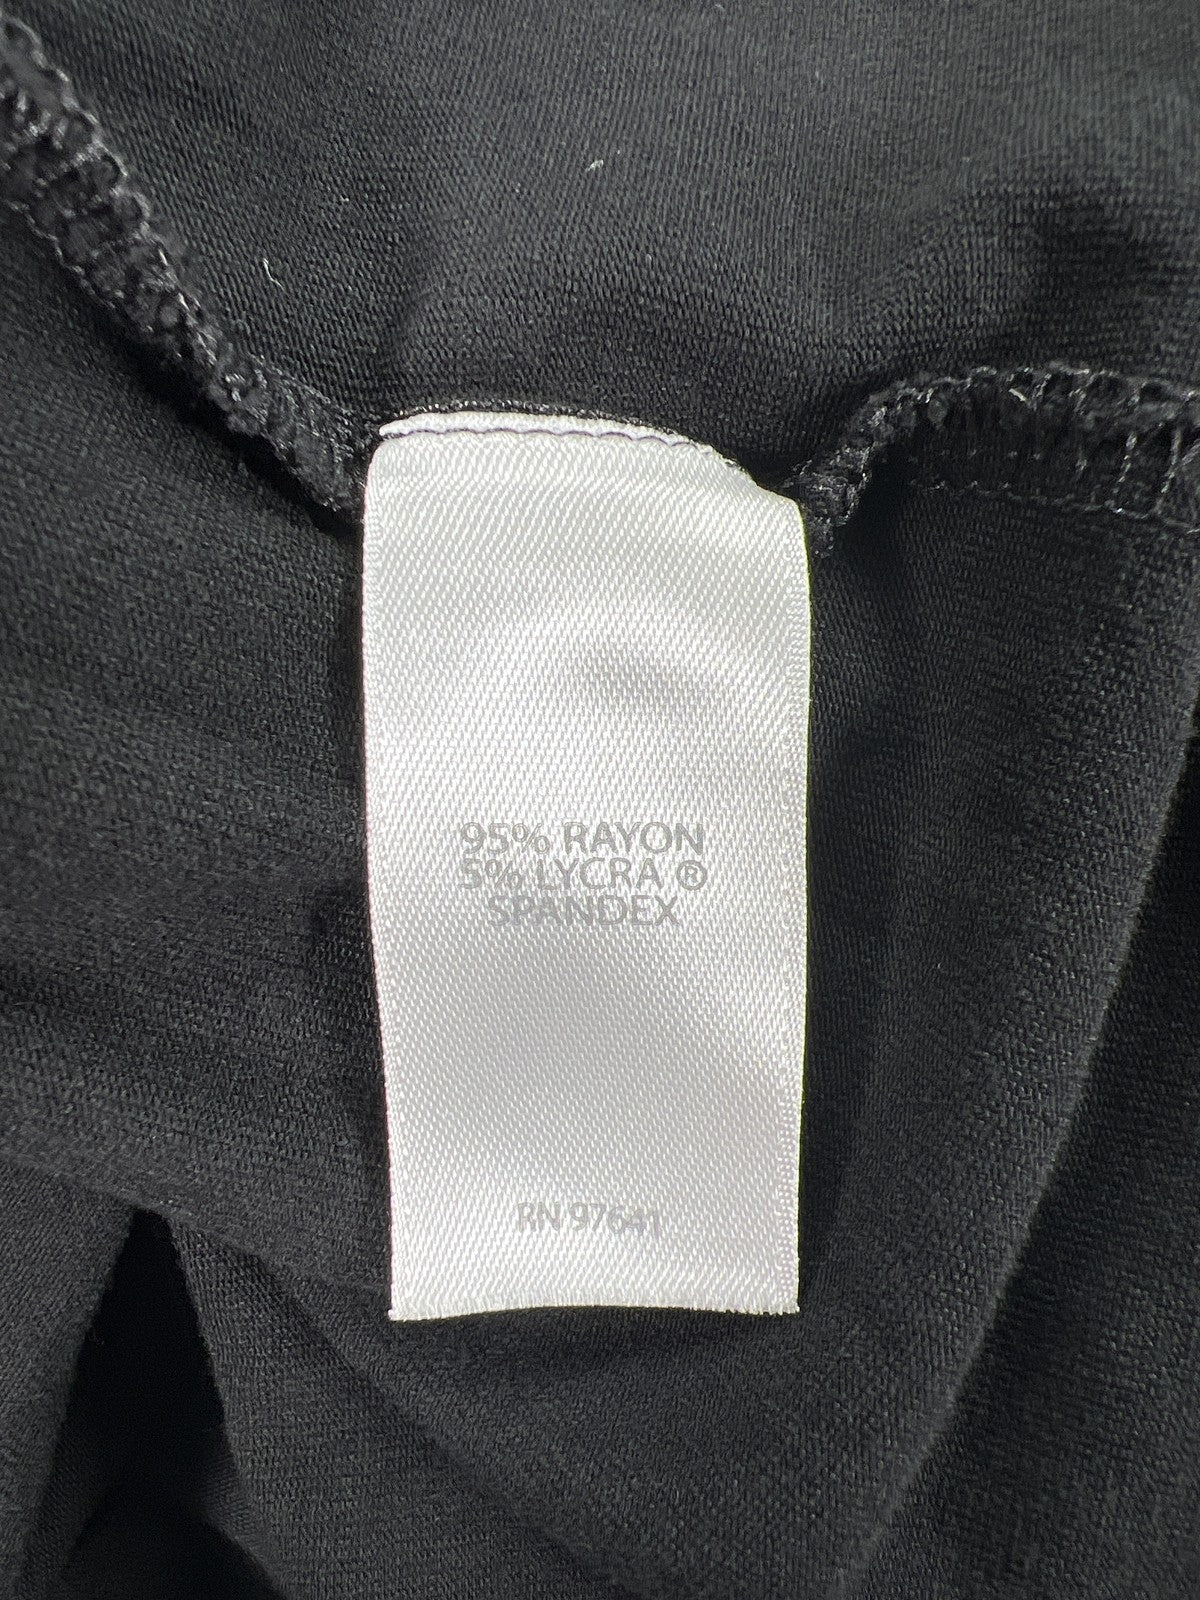 95% RAYON
5% LYCRA ®
SPANDEX
RN 97641